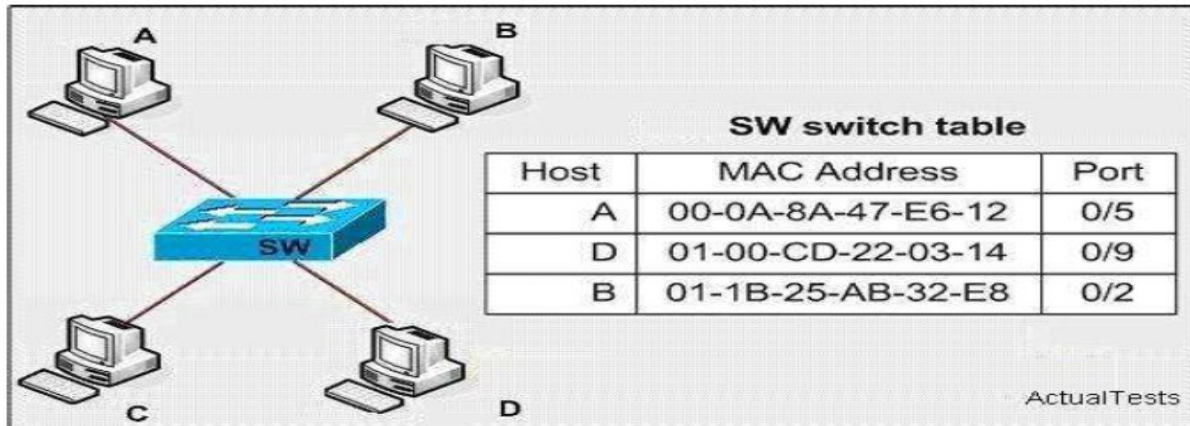 A
B
SW
C
D
SW switch table
Host MAC Address Port
A 00-0A-8A-47-E6-12 0/5
D 01-00-CD-22-03-14 0/9
B 01-1B-25-AB-32-E8 0/2
ActualTests